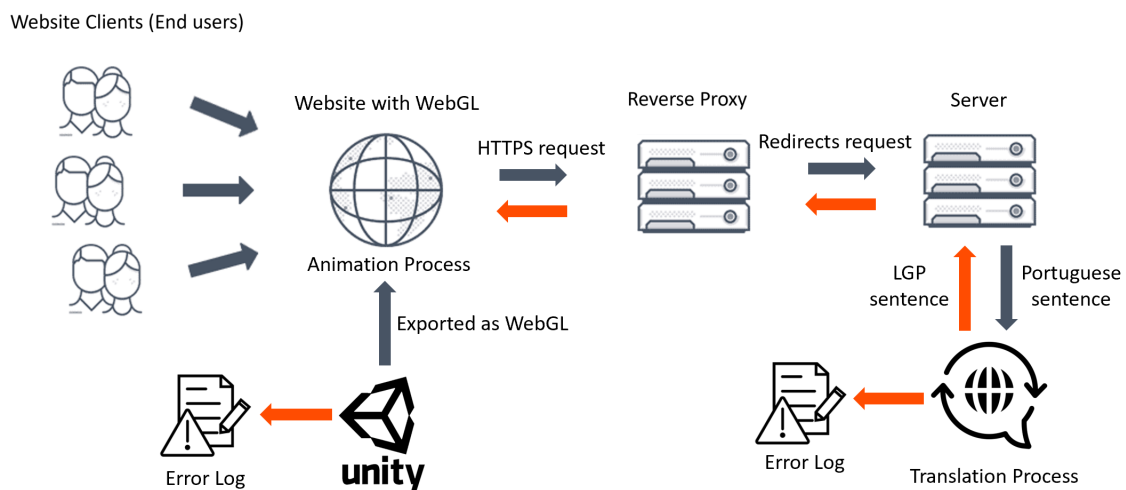 Website Clients (End users)
Website with WebGL
Reverse Proxy
Server
HTTPS request
Redirects request
Animation Process
LGP
sentence
Portuguese
sentence
Exported as WebGL
Error Log
unity
Error Log
Translation Process